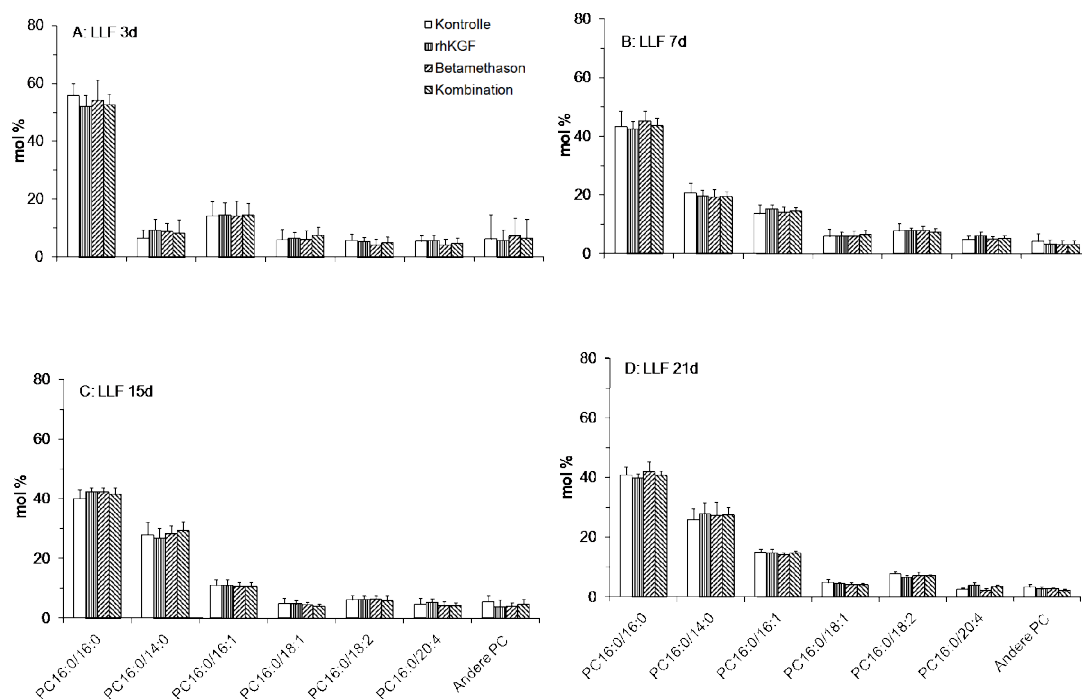 A: LLF 3d
Kontrolle
rhKGF
Betamethason
Kombination
mol %
80
60
40
20
0
B: LLF 7d
mol %
80
60
40
20
0
C: LLF 15d
mol %
80
60
40
20
0
PC16:0/16:0
PC16:0/14:0
PC16:0/16:1
PC16:0/18:1
PC16:0/18:2
PC16:0/20:4
Andere PC
D: LLF 21d
mol %
80
60
40
20
0
PC16:0/16:0
PC16:0/14:0
PC16:0/16:1
PC16:0/18:1
PC16:0/18:2
PC16:0/20:4
Andere PC